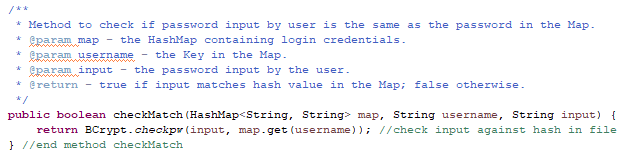 /**
 * Method to check if password input by user is the same as the password in the Map.
 * @param map - the HashMap containing login credentials.
 * @param username - the Key in the Map.
 * @param input - the password input by the user.
 * @return - true if input matches hash value in the Map; false otherwise.
 */
public boolean checkMatch(HashMap<String, String> map, String username, String input) {
    return BCrypt.checkpw(input, map.get(username)); //check input against hash in file
} //end method checkMatch